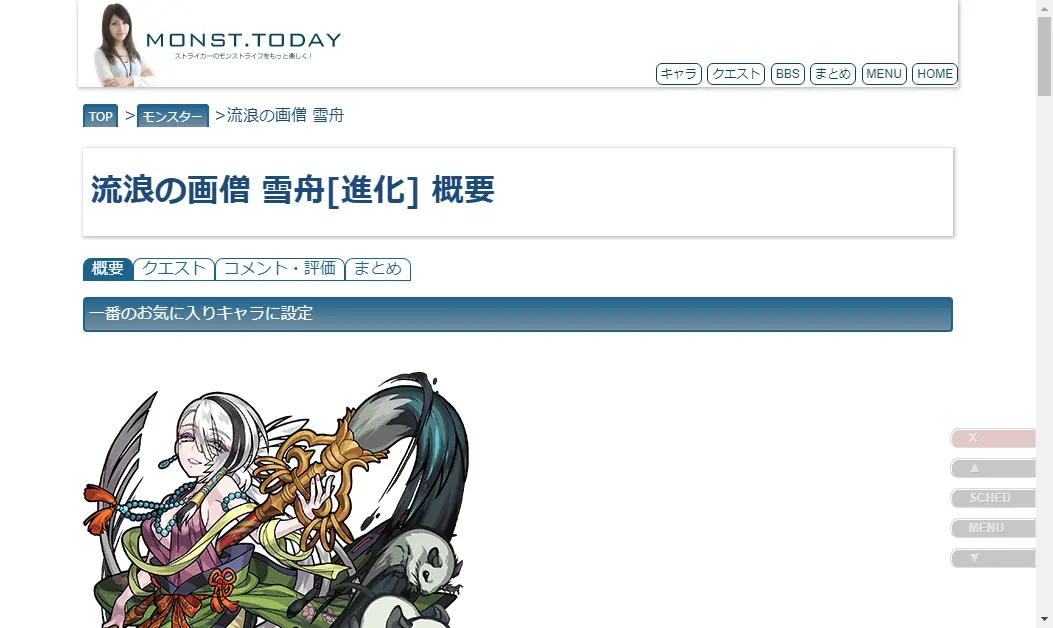 MONST.TODAY
ストライカーのモンストライフをもっと楽しく!
キャラ クエスト BBS まとめ MENU HOME
TOP >モンスター >流浪の画僧 雪舟
流浪の画僧 雪舟[進化] 概要
概要 クエスト コメント・評価 まとめ
一番のお気に入りキャラに設定
X
▲
SCHED
MENU
▼